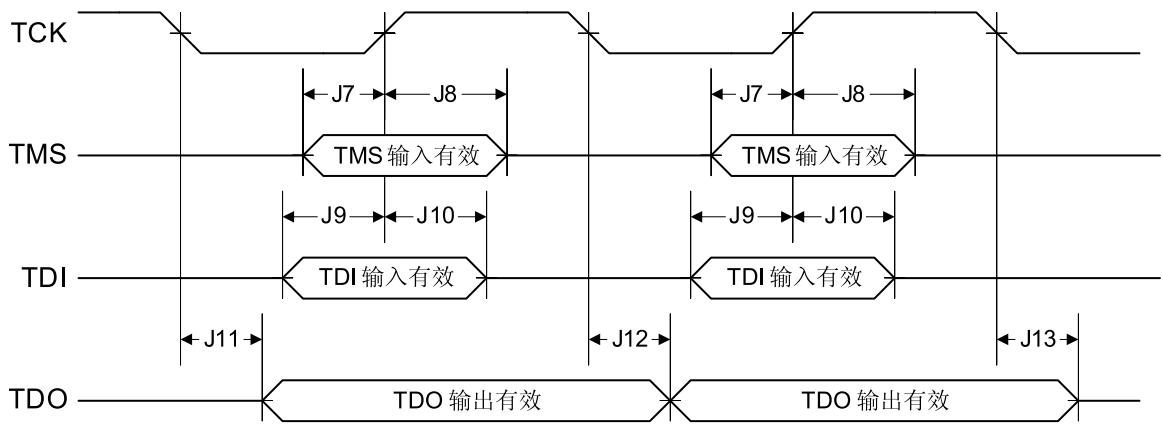 TCK
J7 J8 J7 J8
TMS TMS 输入有效 TMS 输入有效
J9 J10 J9 J10
TDI TDI 输入有效 TDI 输入有效
J11 J12 J13
TDO TDO 输出有效 TDO 输出有效